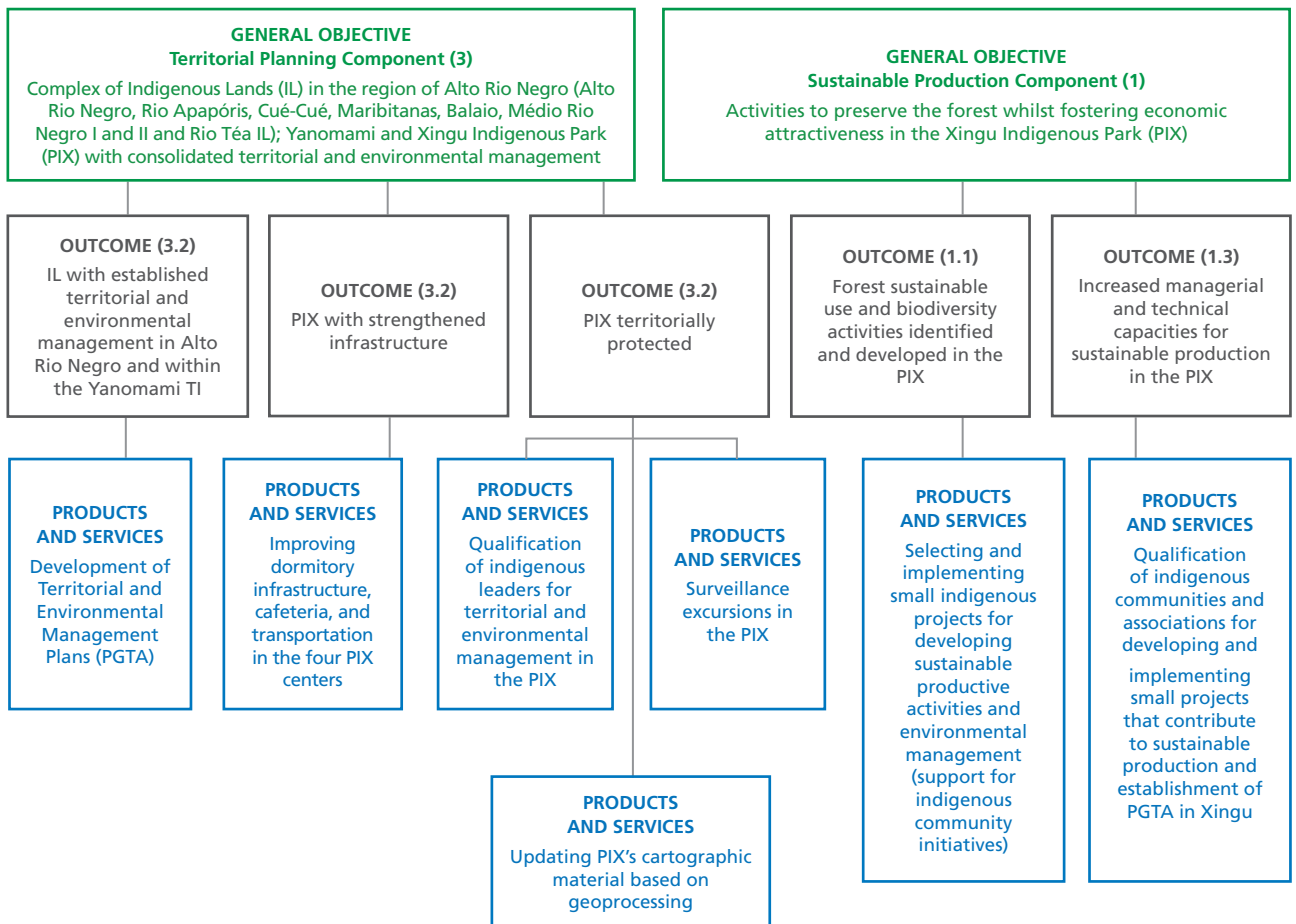 GENERAL OBJECTIVE
Territorial Planning Component (3)
Complex of Indigenous Lands (IL) in the region of Alto Rio Negro (Alto
Rio Negro, Rio Apapóris, Cué-Cué, Maribitanas, Balaio, Médio Rio
Negro I and II and Rio Téa IL); Yanomami and Xingu Indigenous Park
(PIX) with consolidated territorial and environmental management
GENERAL OBJECTIVE
Sustainable Production Component (1)
Activities to preserve the forest whilst fostering economic
attractiveness in the Xingu Indigenous Park (PIX)
OUTCOME (3.2)
IL with established
territorial and
environmental
management in Alto
Rio Negro and within
the Yanomami TI
OUTCOME (3.2)
PIX with strengthened
infrastructure
OUTCOME (3.2)
PIX territorially
protected
OUTCOME (1.1)
Forest sustainable
use and biodiversity
activities identified
and developed in the
PIX
OUTCOME (1.3)
Increased managerial
and technical
capacities for
sustainable production
in the PIX
PRODUCTS
AND SERVICES
Development of
Territorial and
Environmental
Management
Plans (PGTA)
PRODUCTS
AND SERVICES
Improving
dormitory
infrastructure,
cafeteria, and
transportation
in the four PIX
centers
PRODUCTS
AND SERVICES
Qualification
of indigenous
leaders for
territorial and
environmental
management in
the PIX
PRODUCTS
AND SERVICES
Surveillance
excursions in
the PIX
PRODUCTS
AND SERVICES
Selecting and
implementing
small indigenous
projects for
developing
sustainable
productive
activities and
environmental
management
(support for
indigenous
community
initiatives)
PRODUCTS
AND SERVICES
Qualification
of indigenous
communities and
associations for
developing and
implementing
small projects
that contribute
to sustainable
production and
establishment of
PGTA in Xingu
PRODUCTS
AND SERVICES
Updating PIX's cartographic
material based on
geoprocessing